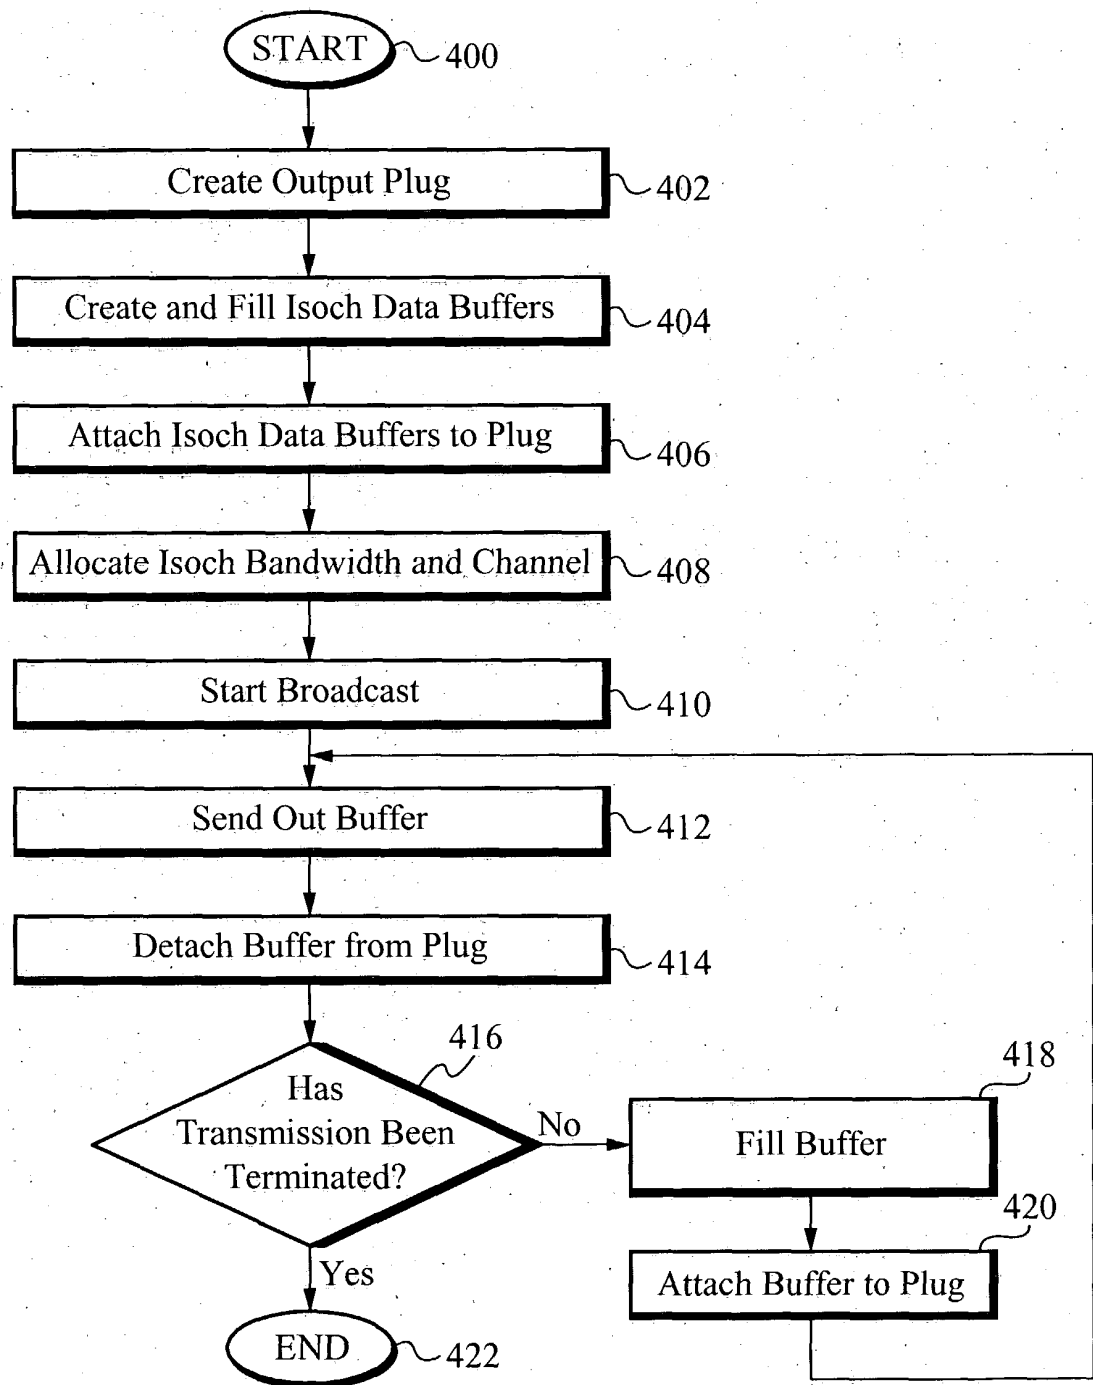 START
400
Create Output Plug
402
Create and Fill Isoch Data Buffers
404
Attach Isoch Data Buffers to Plug
406
Allocate Isoch Bandwidth and Channel
408
Start Broadcast
410
Send Out Buffer
412
Detach Buffer from Plug
414
416
Has
Transmission Been
Terminated?
No
418
Fill Buffer
420
Attach Buffer to Plug
Yes
END
422